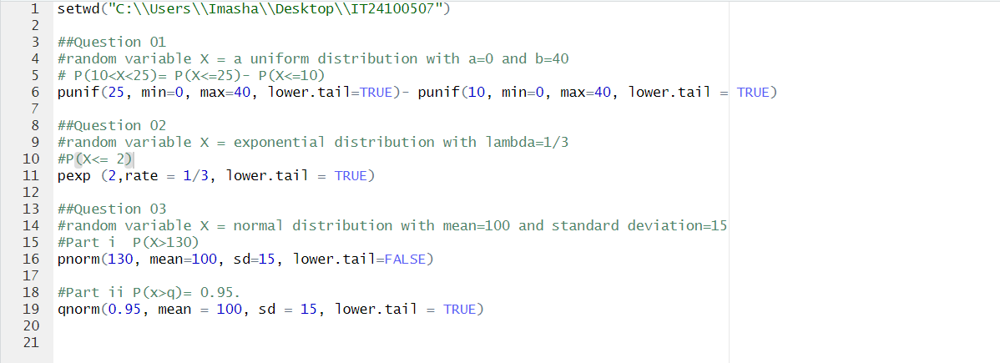 1 setwd("C:\\Users\\Imasha\\Desktop\\IT24100507")
2
3 ##Question 01
4 #random variable X = a uniform distribution with a=0 and b=40
5 # P(10<X<25)= P(X<=25)- P(X<=10)
6 punif(25, min=0, max=40, lower.tail=TRUE)- punif(10, min=0, max=40, lower.tail = TRUE)
7
8 ##Question 02
9 #random variable X = exponential distribution with lambda=1/3
10 #P(X<= 2)
11 pexp (2,rate = 1/3, lower.tail = TRUE)
12
13 ##Question 03
14 #random variable X = normal distribution with mean=100 and standard deviation=15
15 #Part i  P(X>130)
16 pnorm(130, mean=100, sd=15, lower.tail=FALSE)
17
18 #Part ii P(x>q)= 0.95.
19 qnorm(0.95, mean = 100, sd = 15, lower.tail = TRUE)
20
21